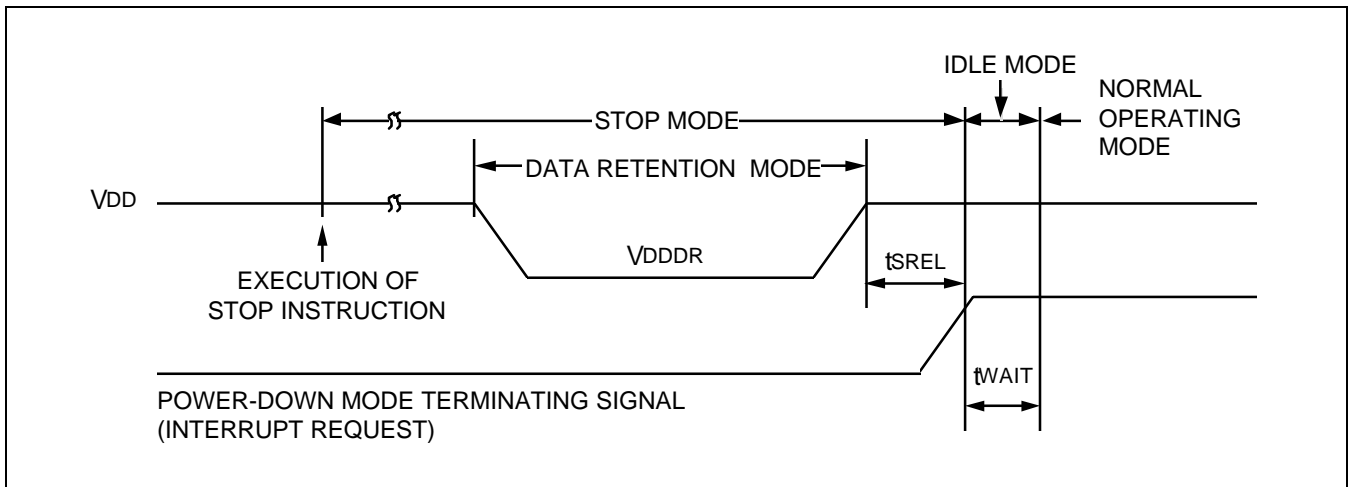 IDLE MODE
NORMAL
OPERATING
MODE
STOP MODE
DATA RETENTION MODE
VDD
VDDDR
tSREL
EXECUTION OF
STOP INSTRUCTION
tWAIT
POWER-DOWN MODE TERMINATING SIGNAL
(INTERRUPT REQUEST)